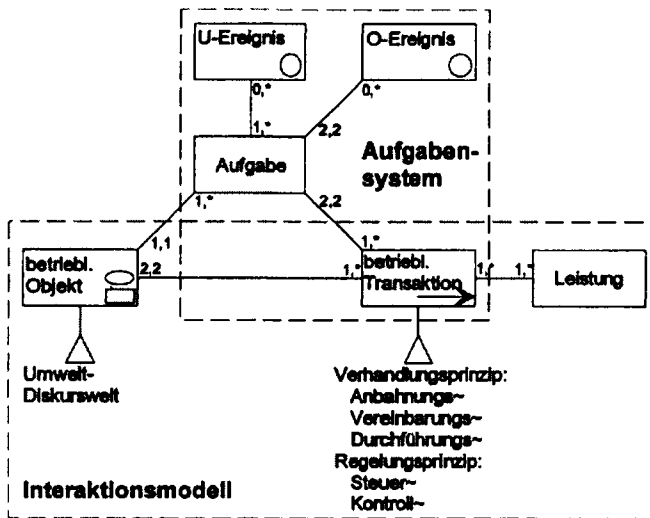 U-Ereignis
O-Ereignis
0,*
0,*
1,*
2,2
Aufgabe
Aufgaben-
system
1,*
2,2
1,1
1,*
betriebl.
Objekt
2,2
1,*
betriebl.
Transaktion
1,*
1,*
Leistung
Umwelt-
Diskurswelt
Verhandlungsprinzip:
Anbahnungs~
Vereinbarungs~
Durchführungs~
Regelungsprinzip:
Steuer~
Kontroll~
Interaktionsmodell